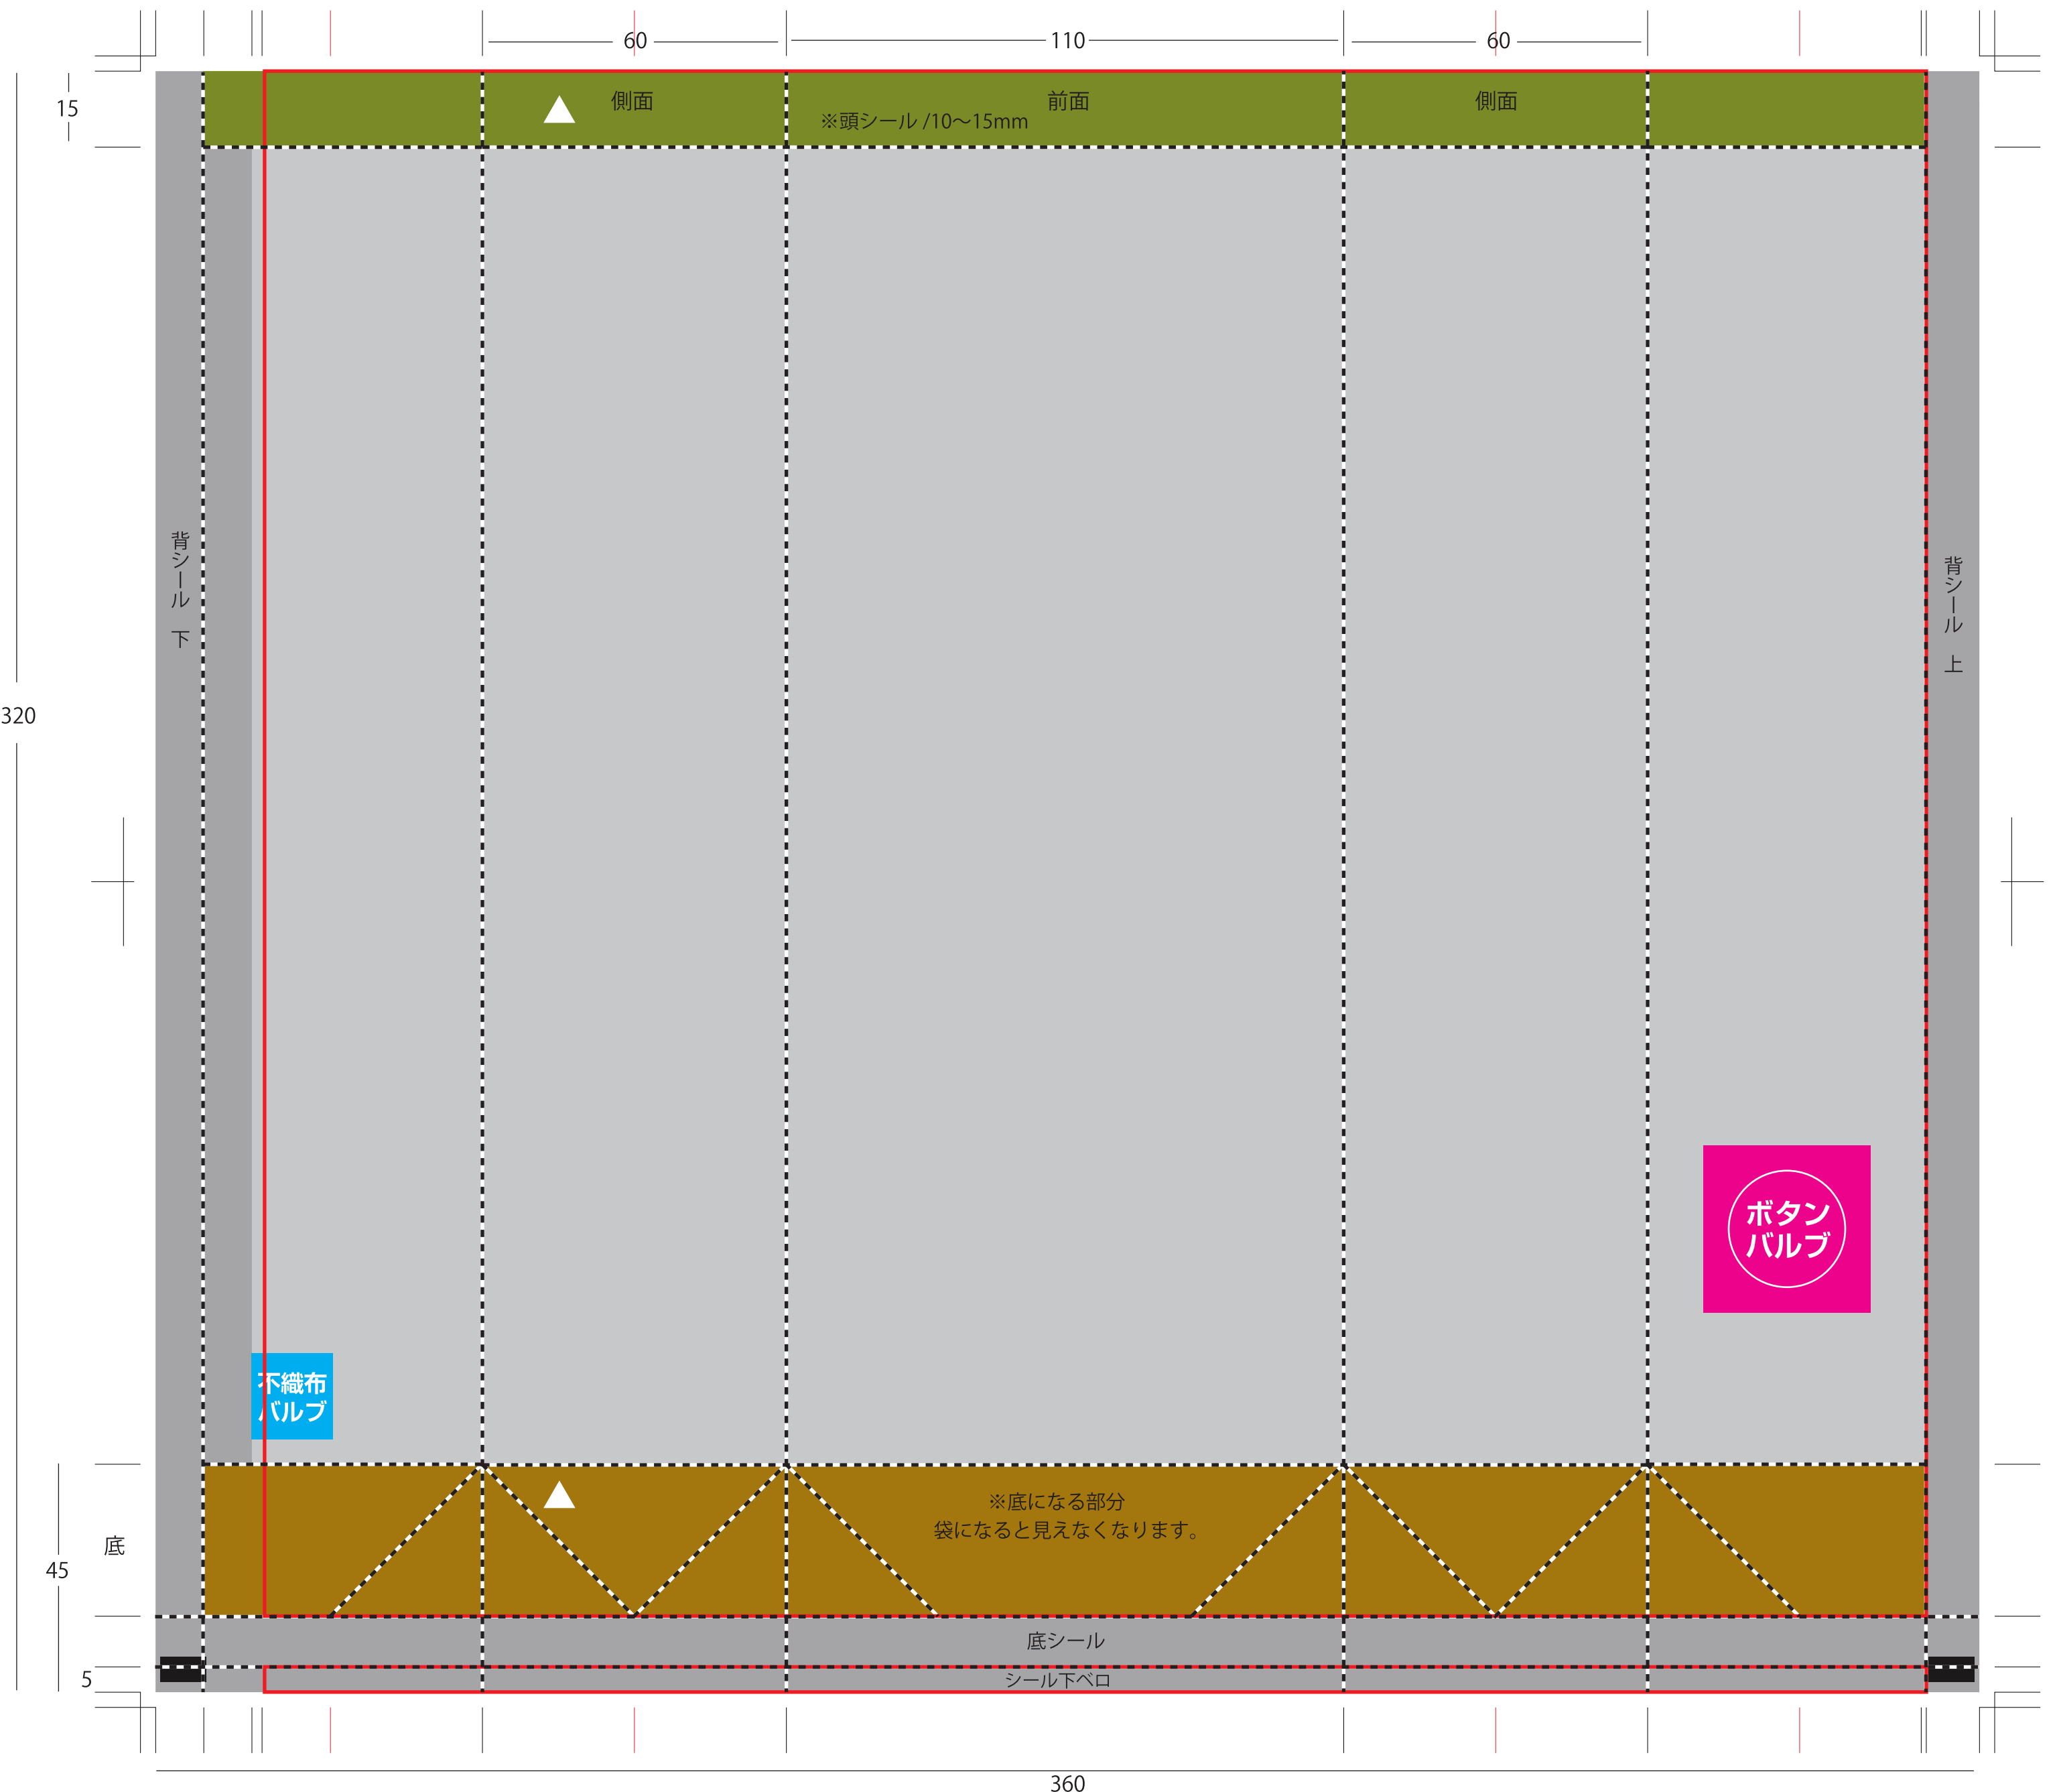 60
110
60
15
側面
前面
側面
※頭シール /10〜15mm
背シール 下
背シール 上
320
ボタン
バルブ
不織布
バルブ
※底になる部分
袋になると見えなくなります。
底
45
底シール
5
シール下ベロ
360